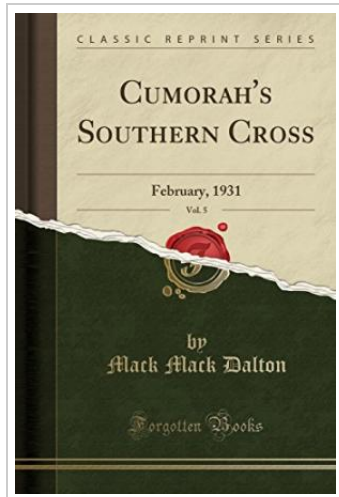 CLASSIC REPRINT SERIES
CUMORAH'S
SOUTHERN CROSS
February, 1931
Vol. 5
by
Mack Mack Dalton
Forgotten Books